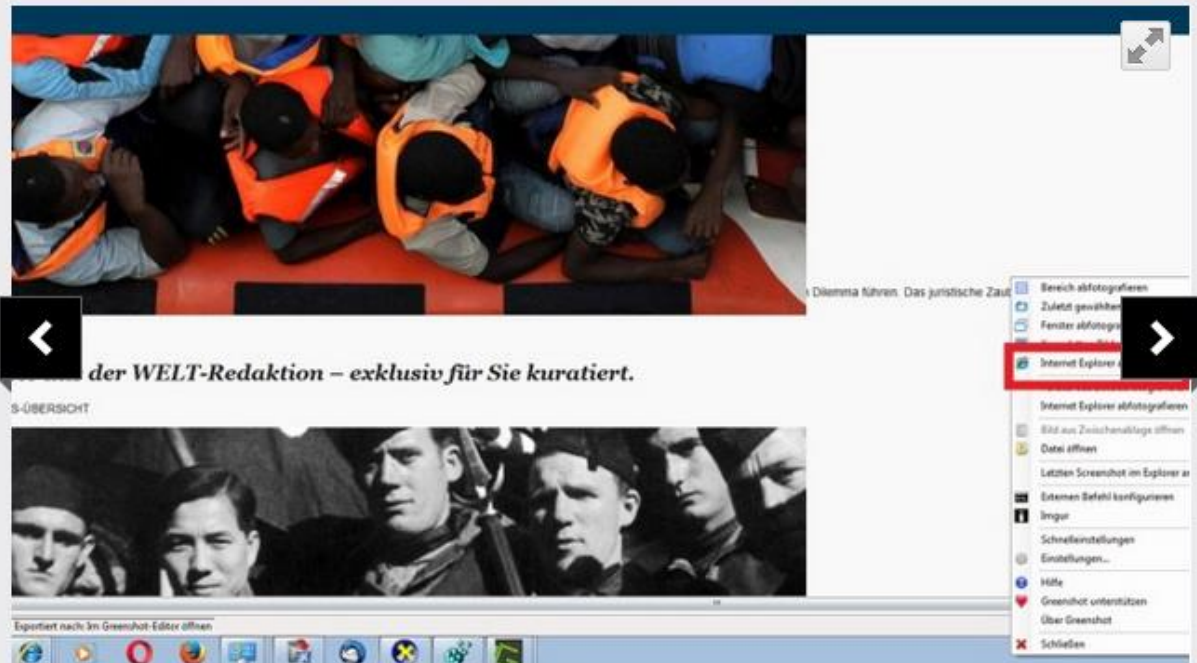 Dilemma führen. Das juristische Zaub
der WELT-Redaktion – exklusiv für Sie kuratiert.
S-ÜBERSICHT
Bereich abfotografieren
Zuletzt gewählten
Fenster abfotogra
Internet Explorer
Internet Explorer abfotografieren
Bild aus Zwischenablage öffnen
Datei öffnen
Letzten Screenshot im Explorer an
Externen Befehl konfigurieren
Imgur
Schnelleinstellungen
Einstellungen...
Hilfe
Greenshot unterstützen
Über Greenshot
Schließen
Exportiert nach: Im Greenshot-Editor öffnen